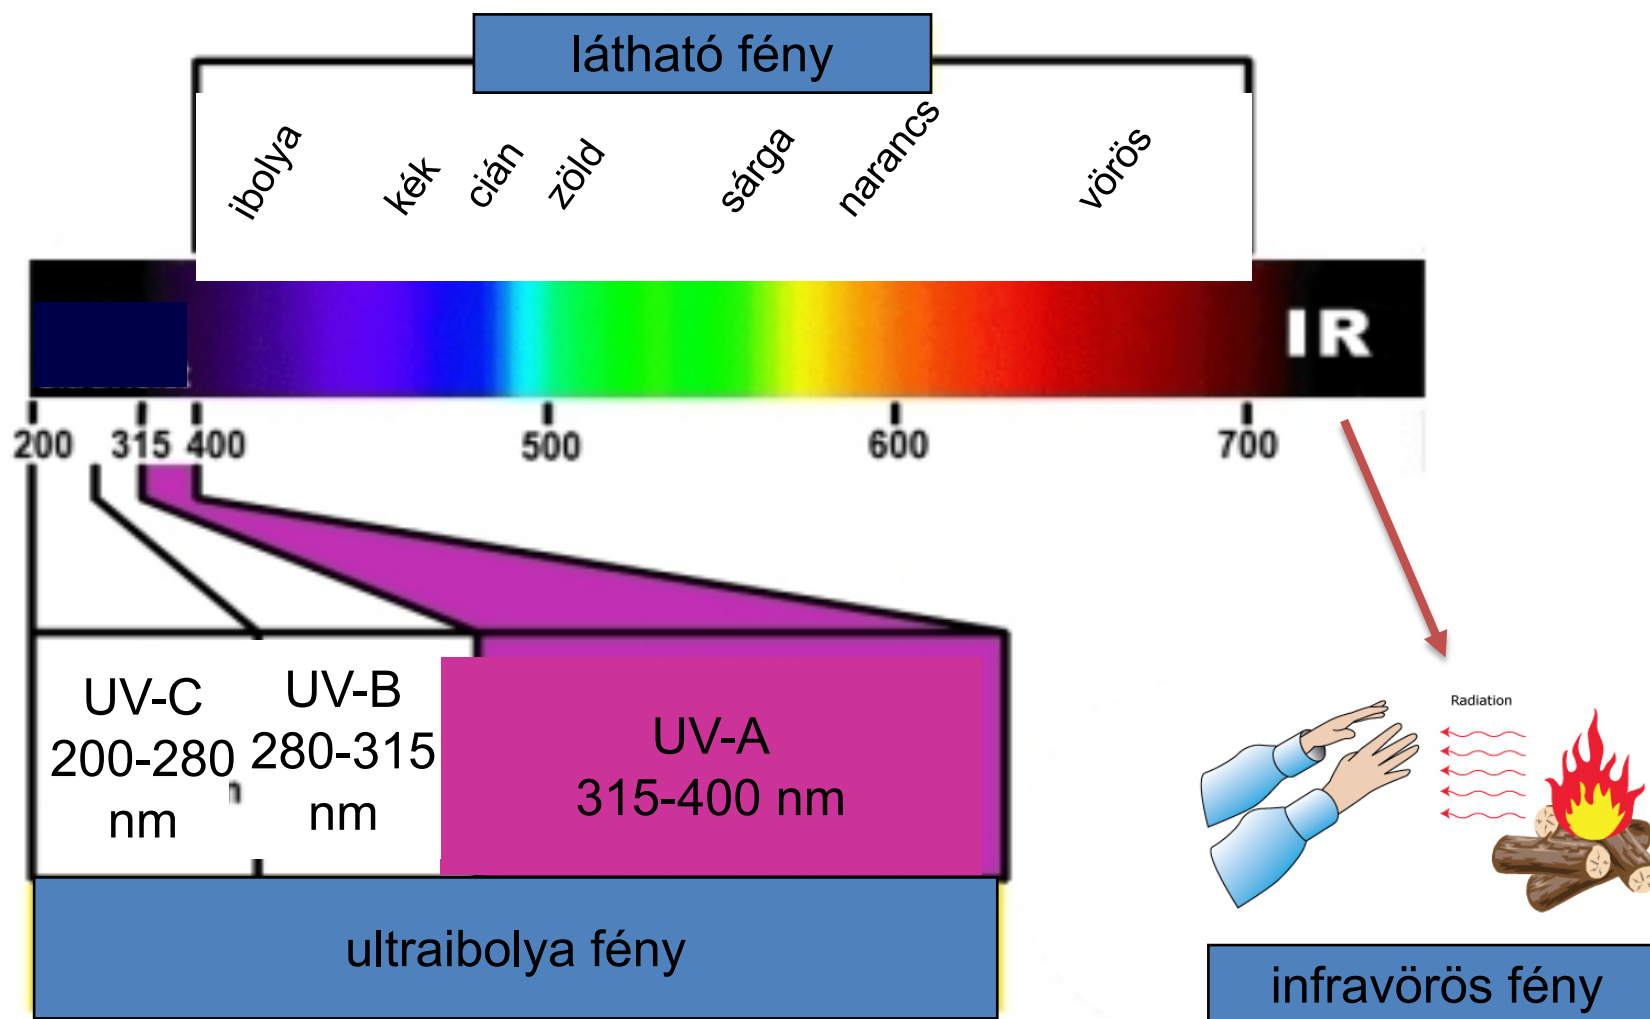 látható fény
ibolya
kék
cián
zöld
sárga
narancs
vörös
IR
200 315 400 500 600 700
UV-C
200-280
nm
UV-B
280-315
nm
UV-A
315-400 nm
Radiation
ultraibolya fény
infravörös fény